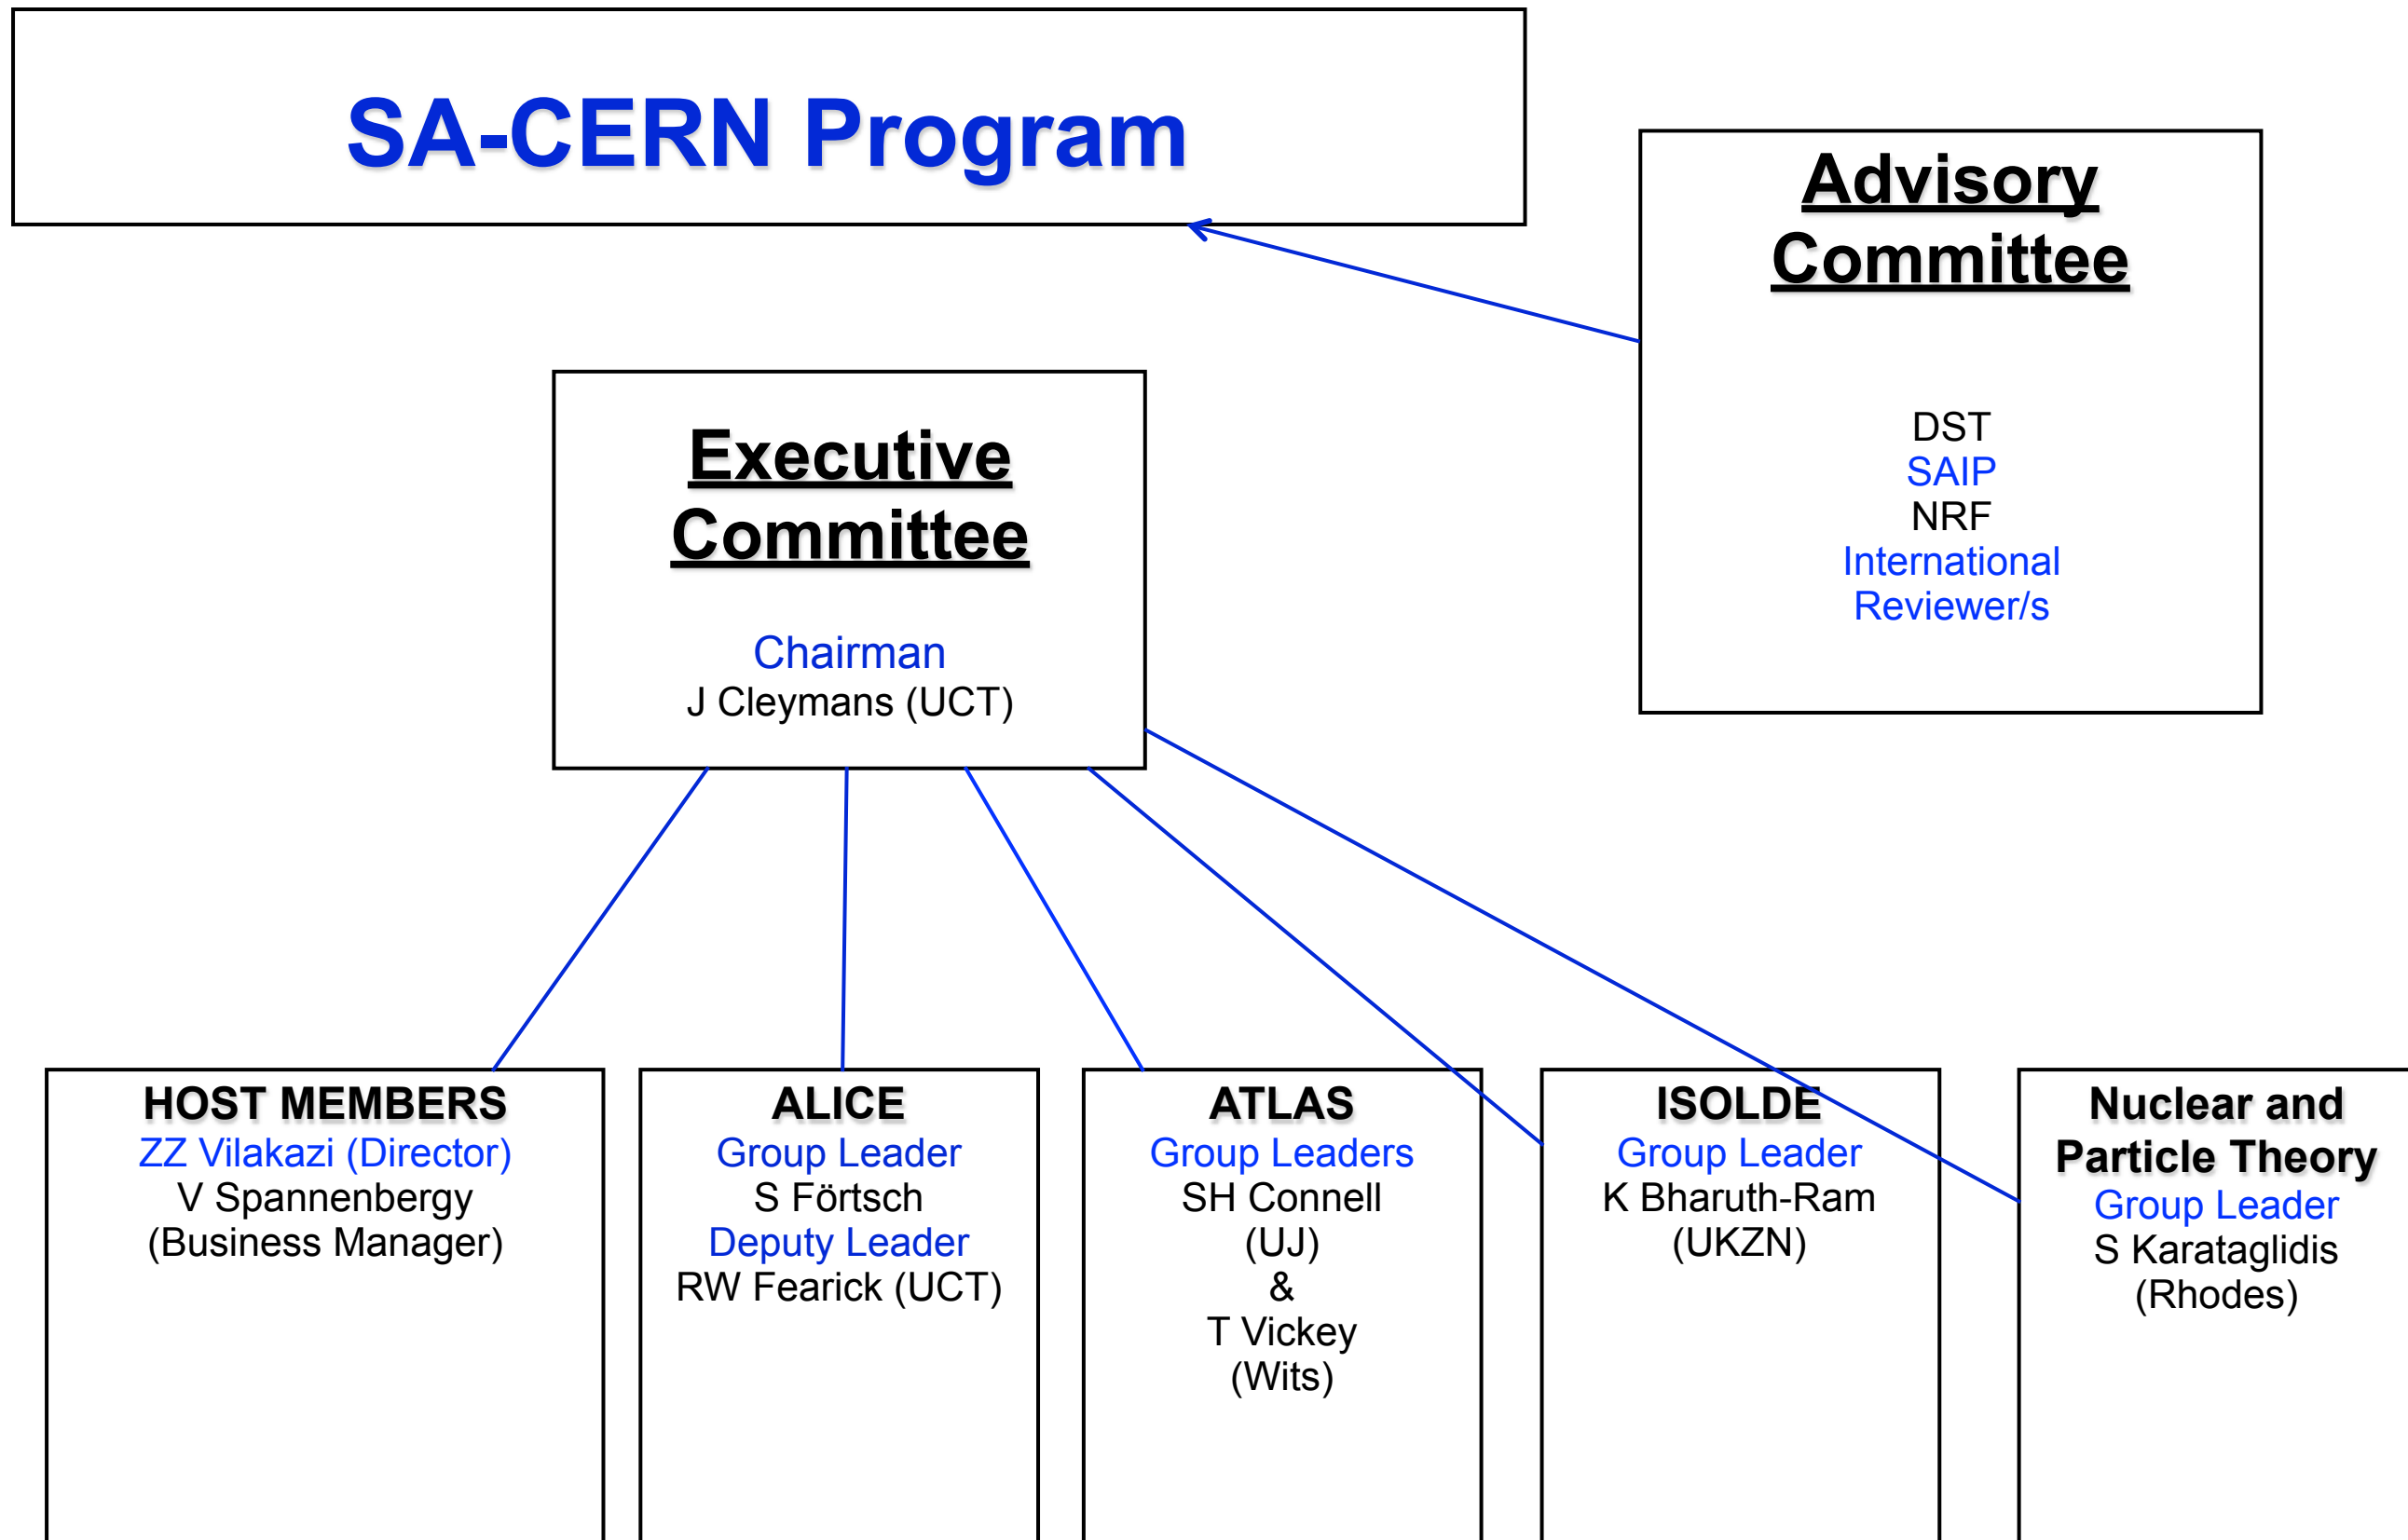 SA-CERN Program
Advisory
Committee
DST
SAIP
NRF
International
Reviewer/s
Executive
Committee
Chairman
J Cleymans (UCT)
HOST MEMBERS
ZZ Vilakazi (Director)
V Spannenbergy
(Business Manager)
ALICE
Group Leader
S Förtsch
Deputy Leader
RW Fearick (UCT)
ATLAS
Group Leaders
SH Connell
(UJ)
&
T Vickey
(Wits)
ISOLDE
Group Leader
K Bharuth-Ram
(UKZN)
Nuclear and
Particle Theory
Group Leader
S Karataglidis
(Rhodes)